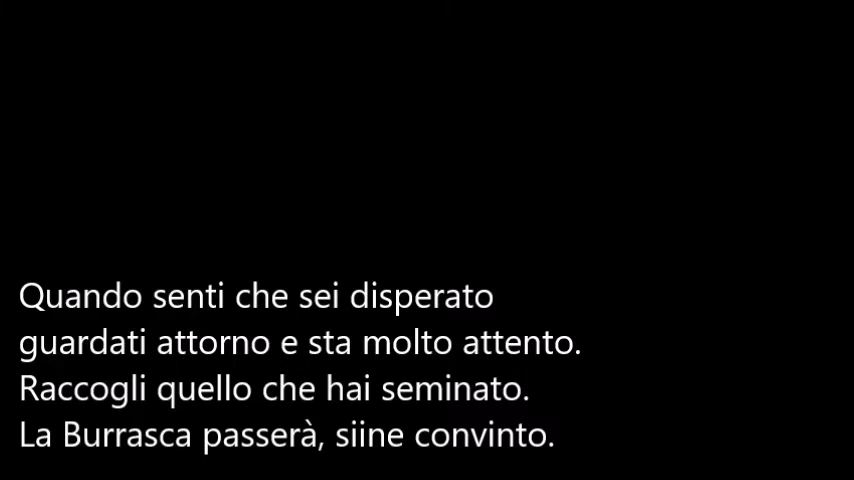 Quando senti che sei disperato
guardati attorno e sta molto attento.
Raccogli quello che hai seminato.
La Burrasca passerà, siine convinto.